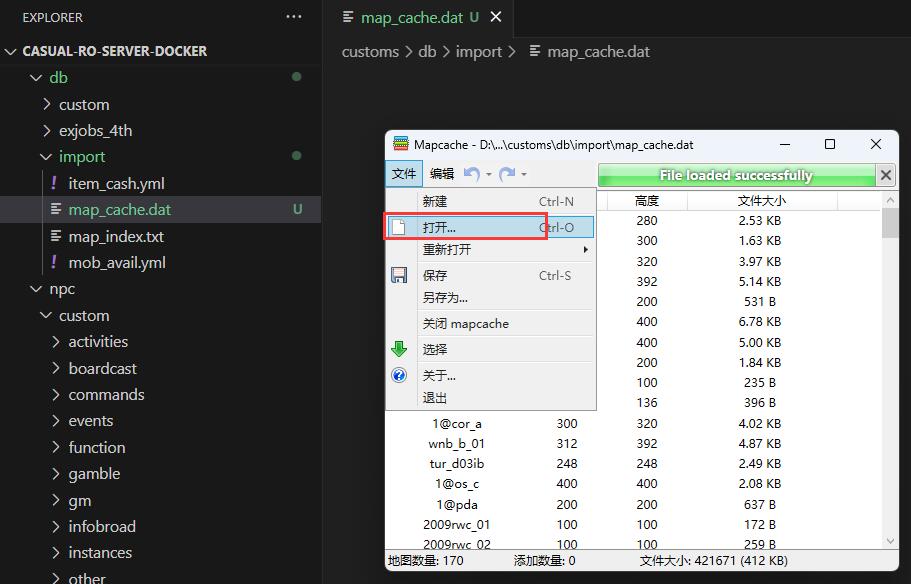 EXPLORER
···
CASUAL-RO-SERVER-DOCKER
db
custom
exjobs_4th
import
item_cash.yml
map_cache.dat U
map_index.txt
mob_avail.yml
npc
custom
activities
boardcast
commands
events
function
gamble
gm
infobroad
instances
other
map_cache.dat U
customs > db > import > map_cache.dat
Mapcache - D:\...\customs\db\import\map_cache.dat
文件 编辑
File loaded successfully
新建 Ctrl-N
打开... Ctrl-O
重新打开
保存 Ctrl-S
另存为...
关闭 mapcache
选择
关于...
退出
高度 文件大小
280 2.53 KB
300 1.63 KB
320 3.97 KB
392 5.14 KB
200 531 B
400 6.78 KB
400 5.00 KB
200 1.84 KB
100 235 B
136 396 B
1@cor_a 300 320 4.02 KB
wnb_b_01 312 392 4.87 KB
tur_d03ib 248 248 2.49 KB
1@os_c 400 400 2.08 KB
1@pda 200 200 637 B
2009rwc_01 100 100 172 B
2009rwc_02 100 100 259 B
地图数量: 170 添加数量: 0 文件大小: 421671 (412 KB)